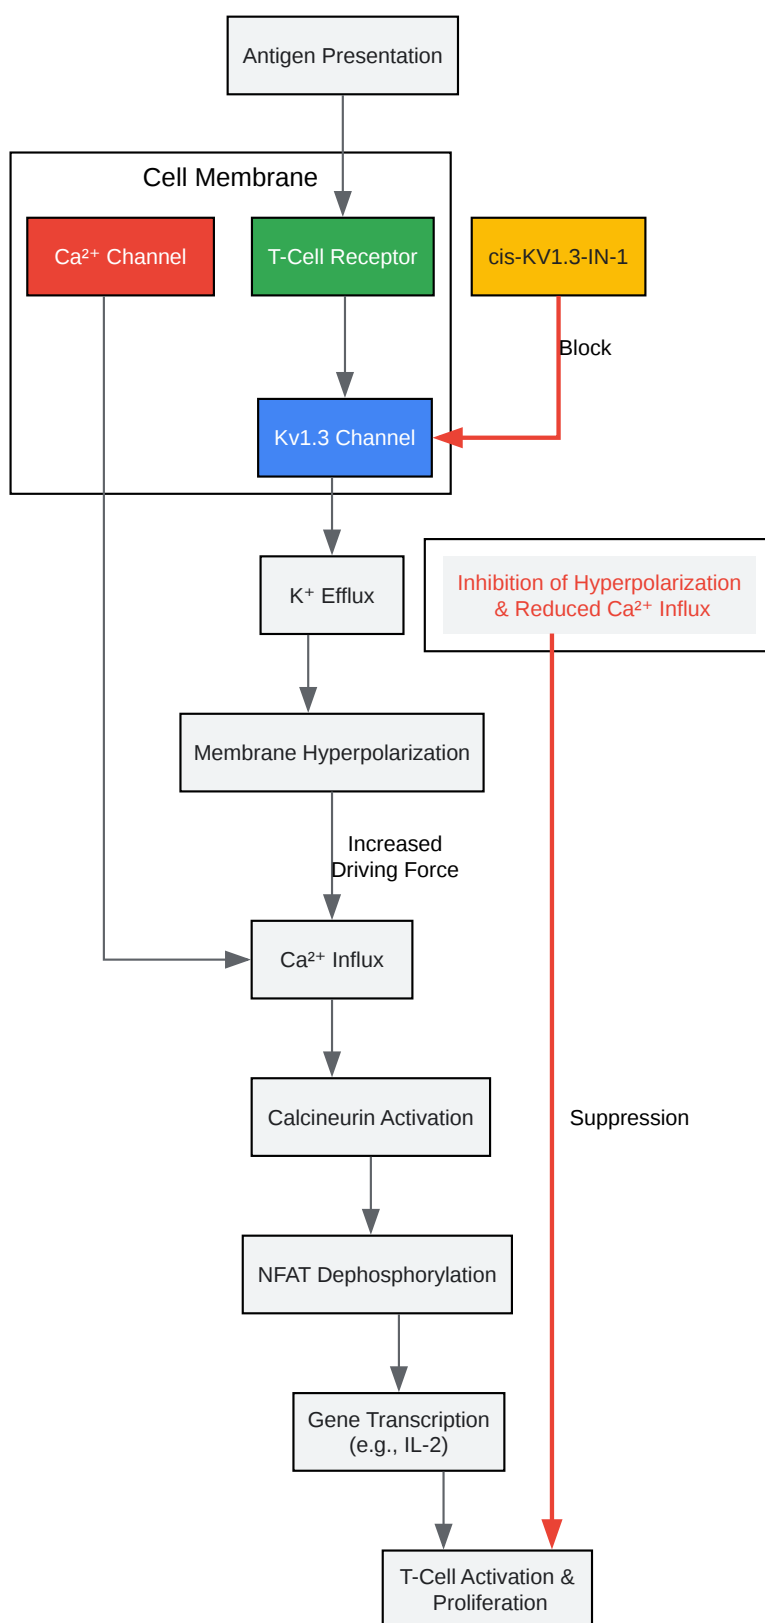 Antigen Presentation
Cell Membrane
Ca²⁺ Channel
T-Cell Receptor
cis-KV1.3-IN-1
Block
Kv1.3 Channel
K⁺ Efflux
Inhibition of Hyperpolarization
& Reduced Ca²⁺ Influx
Membrane Hyperpolarization
Increased
Driving Force
Ca²⁺ Influx
Calcineurin Activation
Suppression
NFAT Dephosphorylation
Gene Transcription
(e.g., IL-2)
T-Cell Activation &
Proliferation